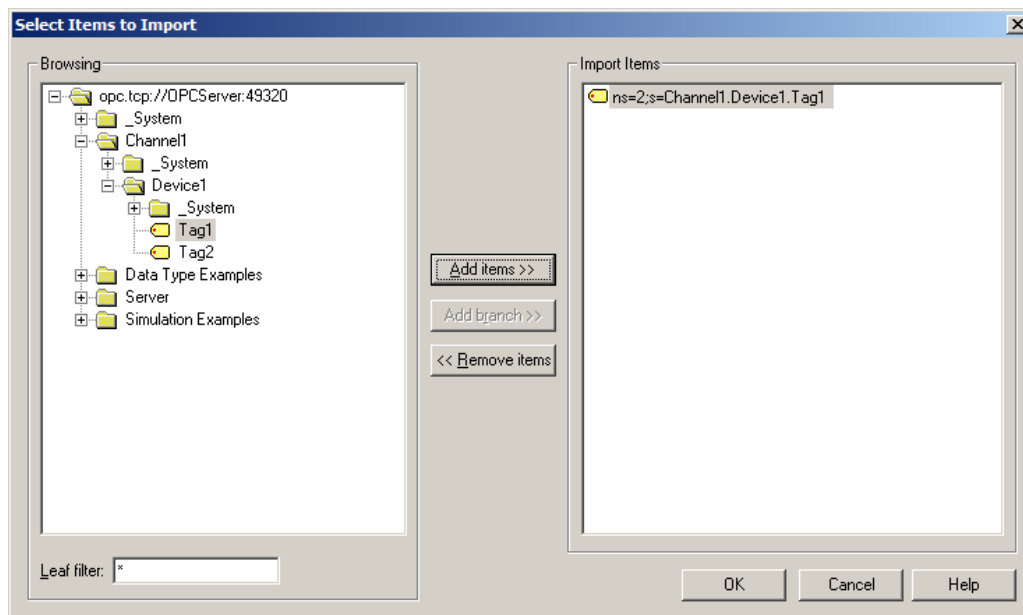 Select Items to Import
Browsing
opc.tcp://OPCServer:49320
_System
Channel1
_System
Device1
_System
Tag1
Tag2
Data Type Examples
Server
Simulation Examples
Leaf filter: *
Add items >>
Add branch >>
<< Remove items
Import Items
ns=2;s=Channel1.Device1.Tag1
OK
Cancel
Help